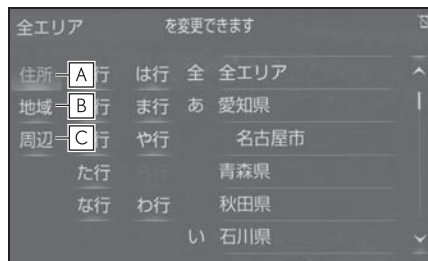 全エリア を変更できます
住所 A 行 は行 全 全エリア
地域 B 行 ま行 あ 愛知県
周辺 C 行 や行 名古屋市
た行 青森県
な行 わ行 秋田県
い 石川県